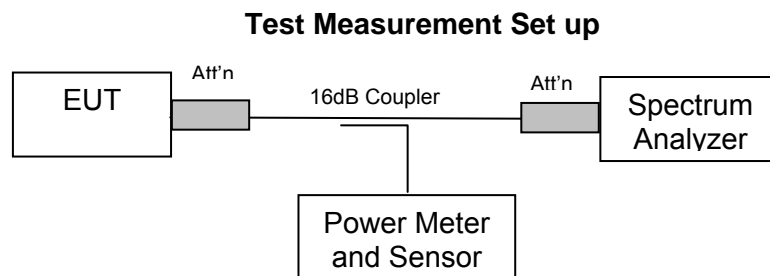 Test Measurement Set up
EUT
Att'n
16dB Coupler
Att'n
Spectrum
Analyzer
Power Meter
and Sensor